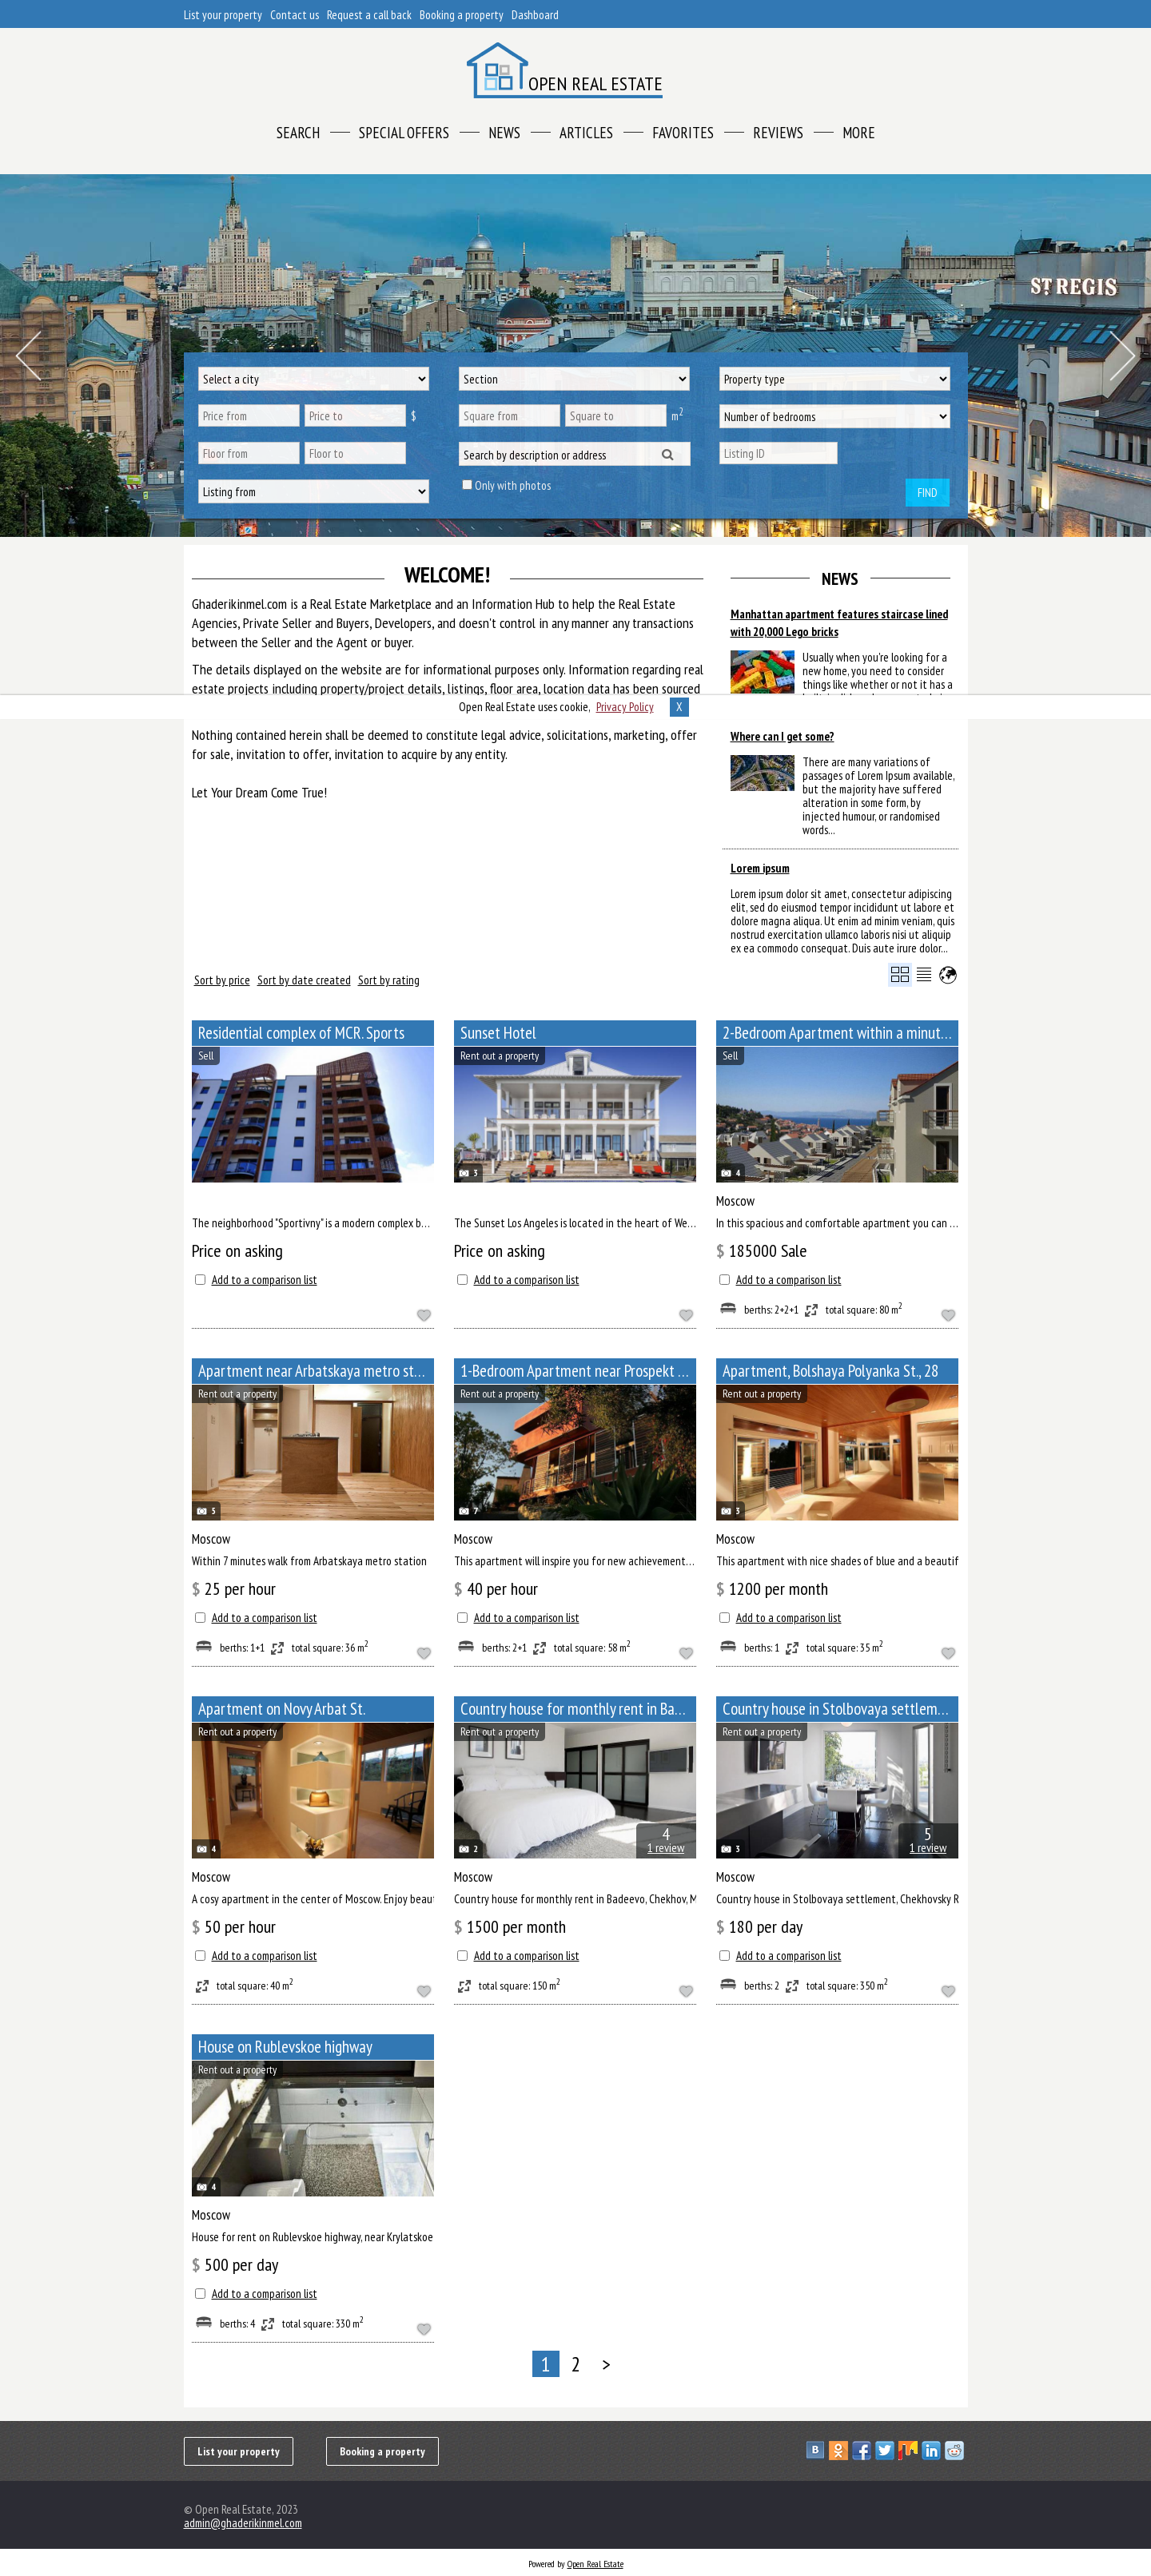 List your property Contact us Request a call back Booking a property Dashboard
OPEN REAL ESTATE
SEARCH SPECIAL OFFERS NEWS ARTICLES FAVORITES REVIEWS MORE
ST REGIS
Select a city Section Property type
Price from Price to $ Square from Square to m2 Number of bedrooms
Floor from Floor to Search by description or address Listing ID
Listing from Only with photos
FIND
WELCOME!
Ghaderikinmel.com is a Real Estate Marketplace and an Information Hub to help the Real Estate
Agencies, Private Seller and Buyers, Developers, and doesn't control in any manner any transactions
between the Seller and the Agent or buyer.
The details displayed on the website are for informational purposes only. Information regarding real
estate projects including property/project details, listings, floor area, location data has been sourced
Nothing contained herein shall be deemed to constitute legal advice, solicitations, marketing, offer
for sale, invitation to offer, invitation to acquire by any entity.
Let Your Dream Come True!
NEWS
Manhattan apartment features staircase lined
with 20,000 Lego bricks
Usually when you're looking for a
new home, you need to consider
things like whether or not it has a
Open Real Estate uses cookie, Privacy Policy X
Where can I get some?
There are many variations of
passages of Lorem Ipsum available,
but the majority have suffered
alteration in some form, by
injected humour, or randomised
words...
Lorem ipsum
Lorem ipsum dolor sit amet, consectetur adipiscing
elit, sed do eiusmod tempor incididunt ut labore et
dolore magna aliqua. Ut enim ad minim veniam, quis
nostrud exercitation ullamco laboris nisi ut aliquip
ex ea commodo consequat. Duis aute irure dolor...
Sort by price Sort by date created Sort by rating
Residential complex of MCR. Sports
Sell
The neighborhood "Sportivny" is a modern complex b...
Price on asking
Add to a comparison list
Sunset Hotel
Rent out a property
3
The Sunset Los Angeles is located in the heart of We...
Price on asking
Add to a comparison list
2-Bedroom Apartment within a minut...
Sell
4
Moscow
In this spacious and comfortable apartment you can ...
$ 185000 Sale
Add to a comparison list
berths: 2+2+1 total square: 80 m2
Apartment near Arbatskaya metro st...
Rent out a property
5
Moscow
Within 7 minutes walk from Arbatskaya metro station
$ 25 per hour
Add to a comparison list
berths: 1+1 total square: 36 m2
1-Bedroom Apartment near Prospekt ...
Rent out a property
7
Moscow
This apartment will inspire you for new achievement...
$ 40 per hour
Add to a comparison list
berths: 2+1 total square: 58 m2
Apartment, Bolshaya Polyanka St., 28
Rent out a property
3
Moscow
This apartment with nice shades of blue and a beautif
$ 1200 per month
Add to a comparison list
berths: 1 total square: 35 m2
Apartment on Novy Arbat St.
Rent out a property
4
Moscow
A cosy apartment in the center of Moscow. Enjoy beaut
$ 50 per hour
Add to a comparison list
total square: 40 m2
Country house for monthly rent in Ba...
Rent out a property
2
4
1 review
Moscow
Country house for monthly rent in Badeevo, Chekhov, M
$ 1500 per month
Add to a comparison list
total square: 150 m2
Country house in Stolbovaya settlem...
Rent out a property
3
5
1 review
Moscow
Country house in Stolbovaya settlement, Chekhovsky R
$ 180 per day
Add to a comparison list
berths: 2 total square: 350 m2
House on Rublevskoe highway
Rent out a property
4
Moscow
House for rent on Rublevskoe highway, near Krylatskoe
$ 500 per day
Add to a comparison list
berths: 4 total square: 330 m2
1 2 >
List your property Booking a property
© Open Real Estate, 2023
admin@ghaderikinmel.com
Powered by Open Real Estate